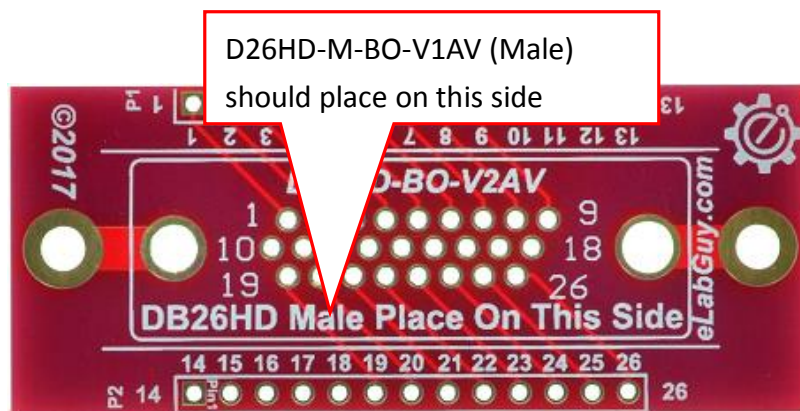 D26HD-M-BO-V1AV (Male)
should place on this side
©2017
P1 1 13
1 2 3 7 8 9 10 11 12 13
D-BO-V2AV
1 9
10 18
19 26
DB26HD Male Place On This Side
eLabGuy.com
14 15 16 17 18 19 20 21 22 23 24 25 26
P2 14 Pin1 26